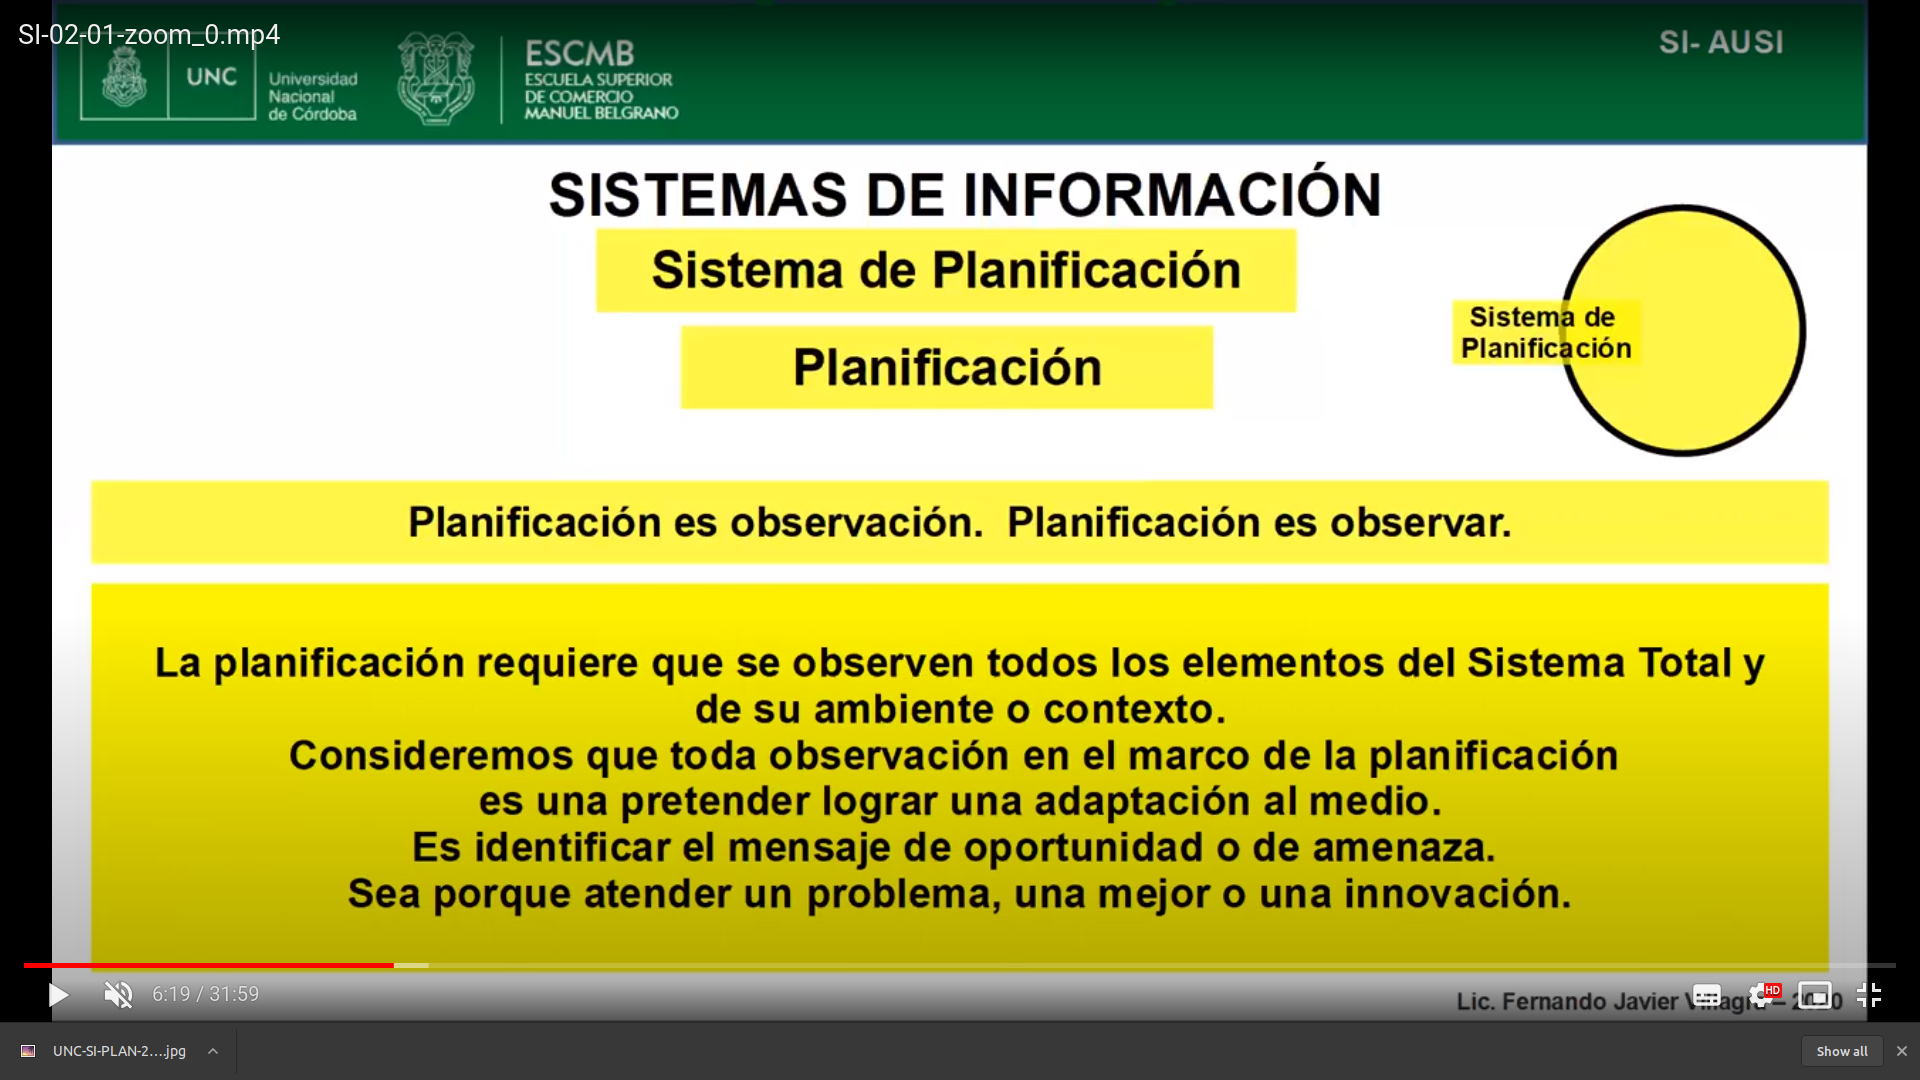 SI-02-01-zoom_0.mp4
UNC
Universidad
Nacional
de Córdoba
ESCMB
ESCUELA SUPERIOR
DE COMERCIO
MANUEL BELGRANO
SI- AUSI
SISTEMAS DE INFORMACIÓN
Sistema de Planificación
Planificación
Sistema de
Planificación
Planificación es observación. Planificación es observar.
La planificación requiere que se observen todos los elementos del Sistema Total y
de su ambiente o contexto.
Consideremos que toda observación en el marco de la planificación
es una pretender lograr una adaptación al medio.
Es identificar el mensaje de oportunidad o de amenaza.
Sea porque atender un problema, una mejor o una innovación.
6:19 / 31:59
HD
Lic. Fernando Javier Villagra – 2020
UNC-SI-PLAN-2....jpg
Show all